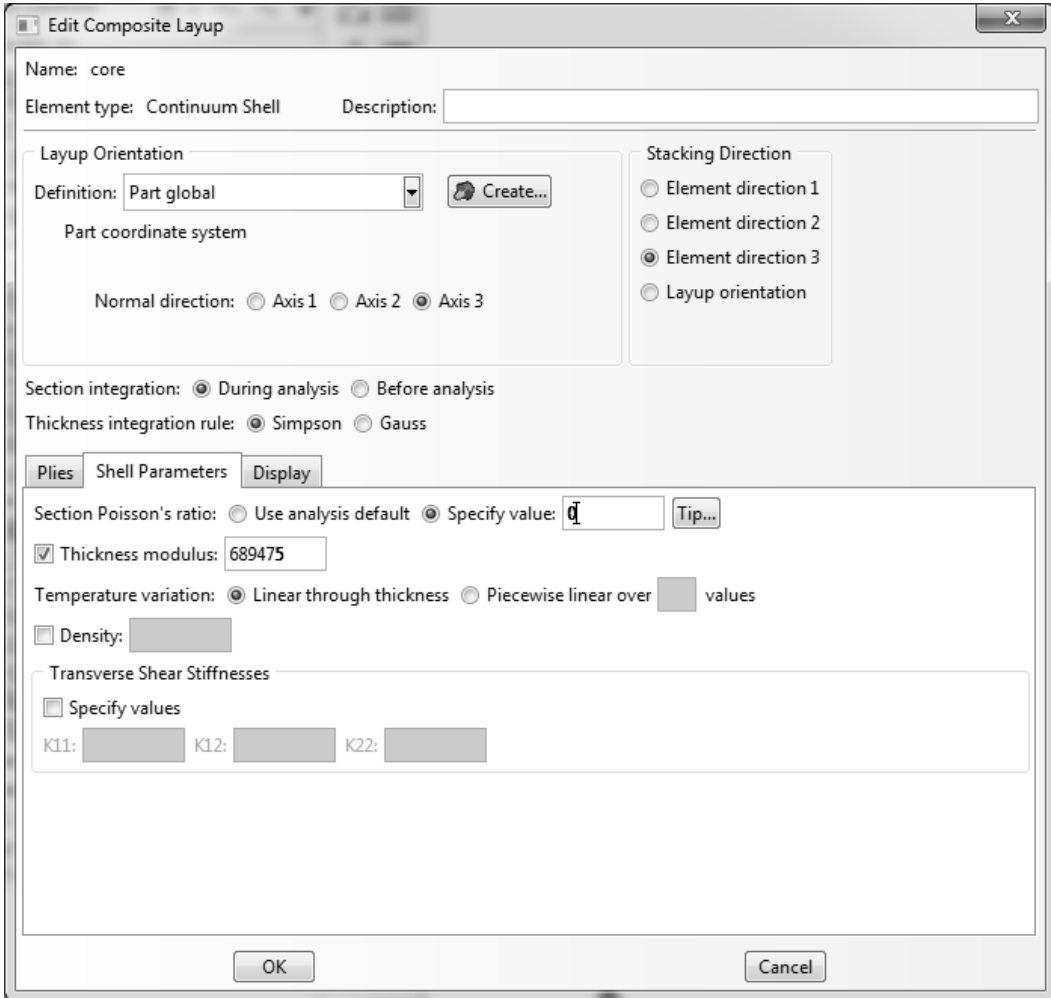 Edit Composite Layup
x
Name: core
Element type: Continuum Shell Description:
Layup Orientation
Definition: Part global Create...
Part coordinate system
Normal direction: Axis 1 Axis 2 Axis 3
Stacking Direction
Element direction 1
Element direction 2
Element direction 3
Layup orientation
Section integration: During analysis Before analysis
Thickness integration rule: Simpson Gauss
Plies Shell Parameters Display
Section Poisson's ratio: Use analysis default Specify value: 0 Tip...
Thickness modulus: 689475
Temperature variation: Linear through thickness Piecewise linear over values
Density:
Transverse Shear Stiffnesses
Specify values
K11: K12: K22:
OK Cancel